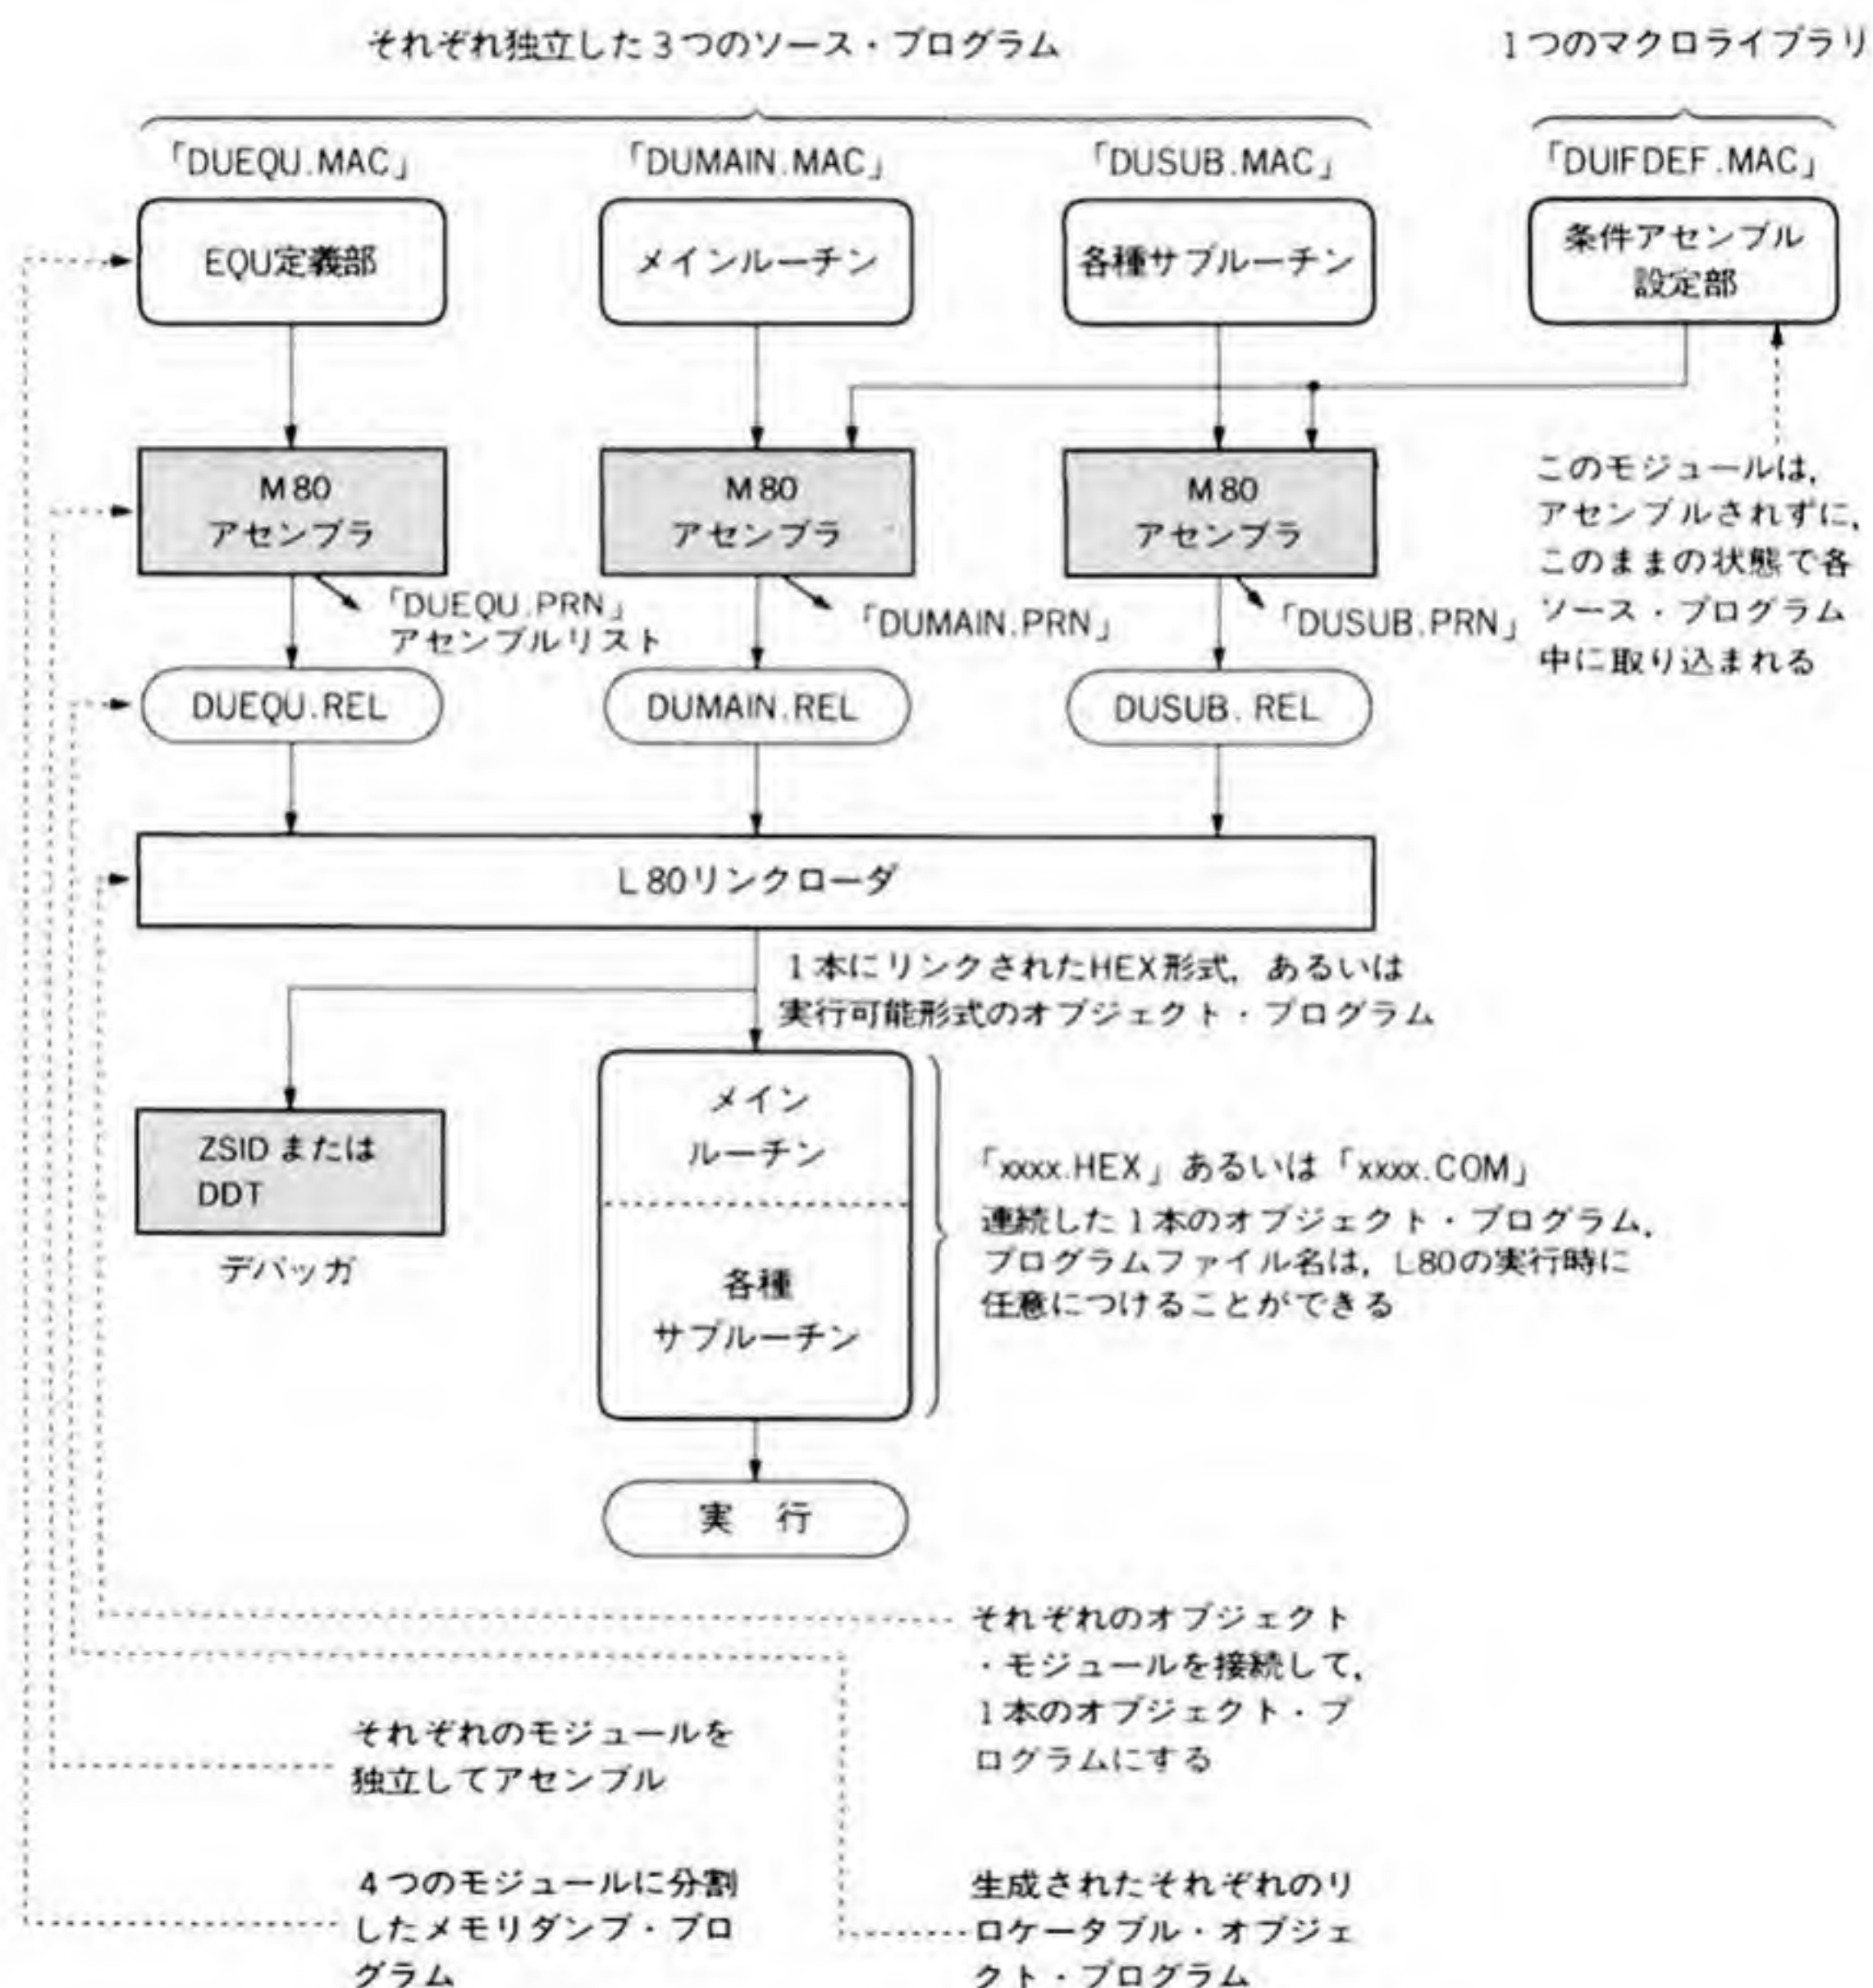 それぞれ独立した3つのソース・プログラム
1つのマクロライブラリ
「DUEQU.MAC」
「DUMAIN.MAC」
「DUSUB.MAC」
「DUIFDEF.MAC」
EQU定義部
メインルーチン
各種サブルーチン
条件アセンブル
設定部
M80
アセンブラ
M80
アセンブラ
M80
アセンブラ
このモジュールは,
アセンブルされずに,
このままの状態で各
ソース・プログラム
中に取り込まれる
「DUEQU.PRN」
アセンブルリスト
「DUMAIN.PRN」
「DUSUB.PRN」
DUEQU.REL
DUMAIN.REL
DUSUB.REL
L80リンクローダ
1本にリンクされたHEX形式,あるいは
実行可能形式のオブジェクト・プログラム
ZSIDまたは
DDT
デバッガ
メイン
ルーチン
各種
サブルーチン
「xxxx.HEX」あるいは「xxxx.COM」
連続した1本のオブジェクト・プログラム,
プログラムファイル名は,L80の実行時に
任意につけることができる
実 行
それぞれのオブジェクト
・モジュールを接続して,
1本のオブジェクト・プ
ログラムにする
それぞれのモジュールを
独立してアセンブル
4つのモジュールに分割
したメモリダンプ・プロ
グラム
生成されたそれぞれのリ
ロケータブル・オブジェ
クト・プログラム